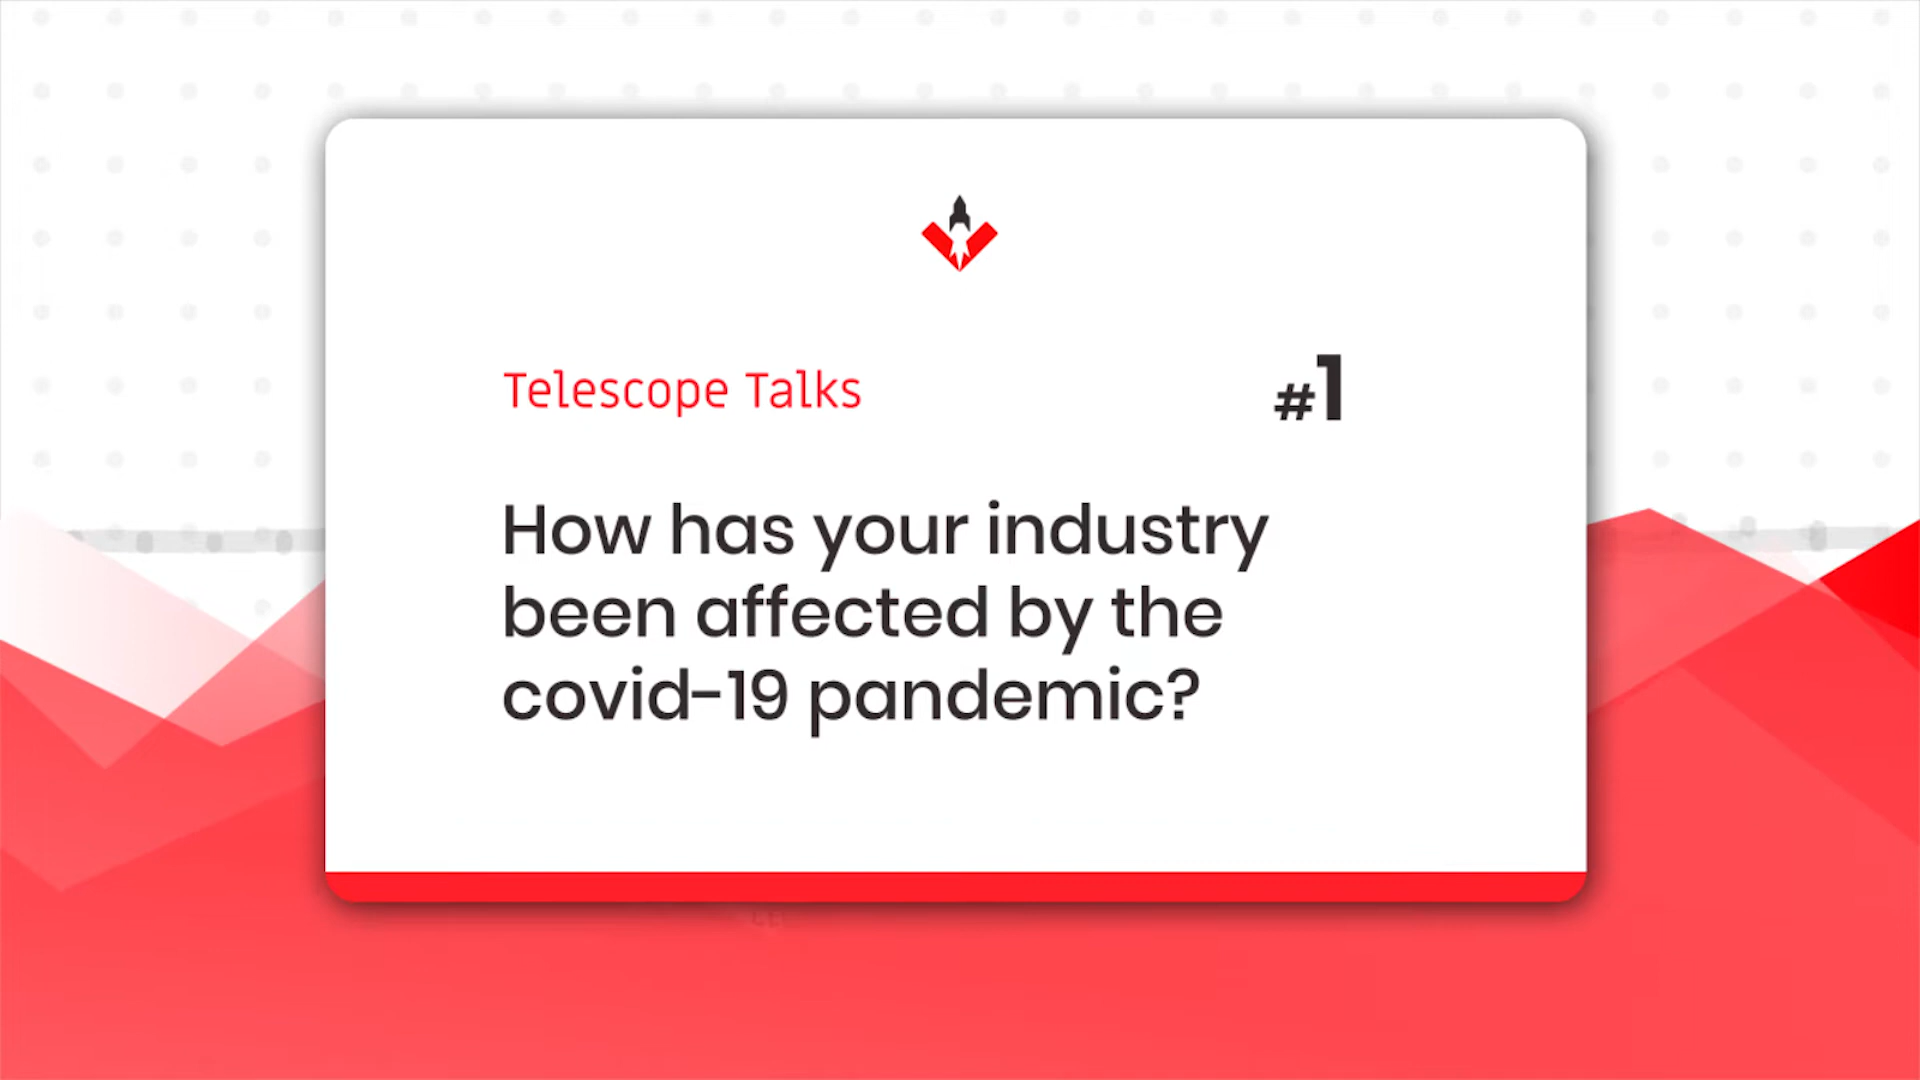 Telescope Talks
#1
How has your industry
been affected by the
covid-19 pandemic?